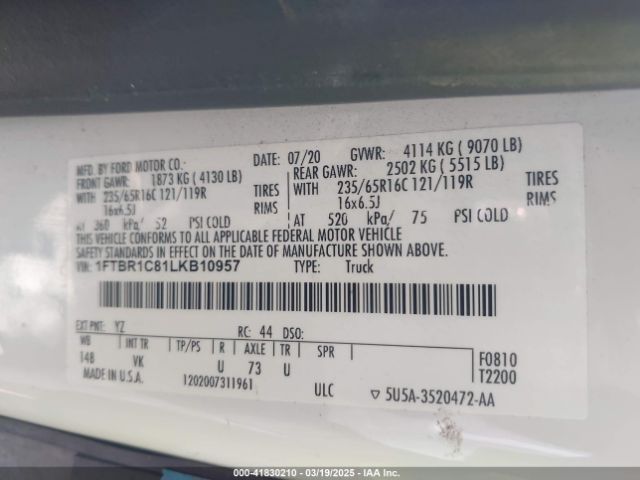 MFD. BY FORD MOTOR CO.: DATE: 07/20 GVWR: 4114 KG ( 9070 LB)
FRONT GAWR: 1873 KG ( 4130 LB) REAR GAWR: 2502 KG ( 5515 LB)
WITH 235/65R16C 121/119R TIRES WITH 235/65R16C 121/119R TIRES
16x6.5J RIMS 16x6.5J RIMS
AT 360 kPa/ 52 PSI COLD AT 520 kPa/ 75 PSI COLD
THIS VEHICLE CONFORMS TO ALL APPLICABLE FEDERAL MOTOR VEHICLE
SAFETY STANDARDS IN EFFECT ON THE DATE OF MANUFACTURE SHOWN ABOVE.
VIN: 1FTBR1C81LKB10957 TYPE: Truck
EXT PNT: YZ RC: 44 DSO:
WB INT TR TP/PS R AXLE TR SPR F0810
148 VK U 73 U T2200
MADE IN U.S.A. 1202007311961 ULC ▽ 5U5A-3520472-AA
000-41830210 - 03/19/2025 - IAA Inc.